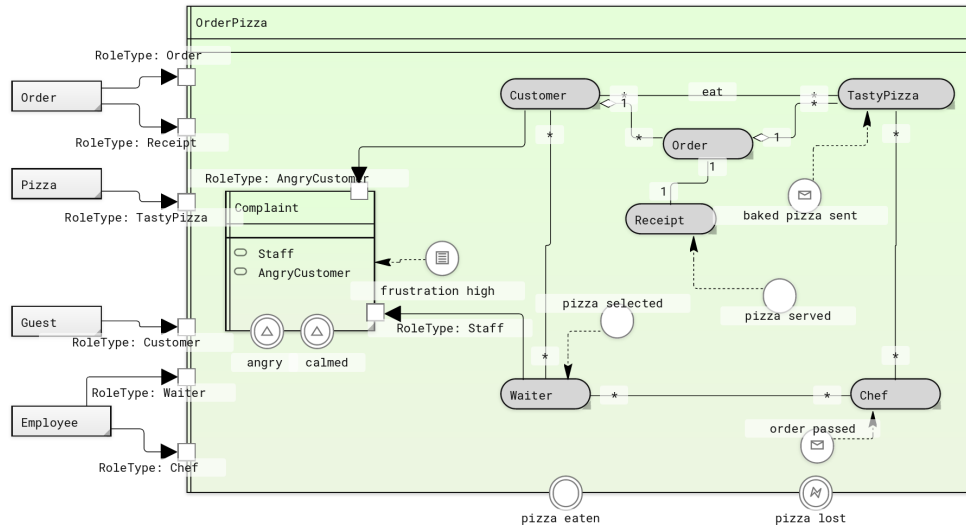 OrderPizza
RoleType: Order
Order
RoleType: Receipt
Pizza
RoleType: TastyPizza
Guest
RoleType: Customer
RoleType: Waiter
Employee
RoleType: Chef
Customer
* eat *
TastyPizza
1
*
*
1
Order
*
*
1
1
Receipt
baked pizza sent
pizza served
RoleType: AngryCustomer
Complaint
Staff
AngryCustomer
frustration high
pizza selected
RoleType: Staff
angry
calmed
*
*
Waiter
* *
Chef
order passed
pizza eaten
pizza lost